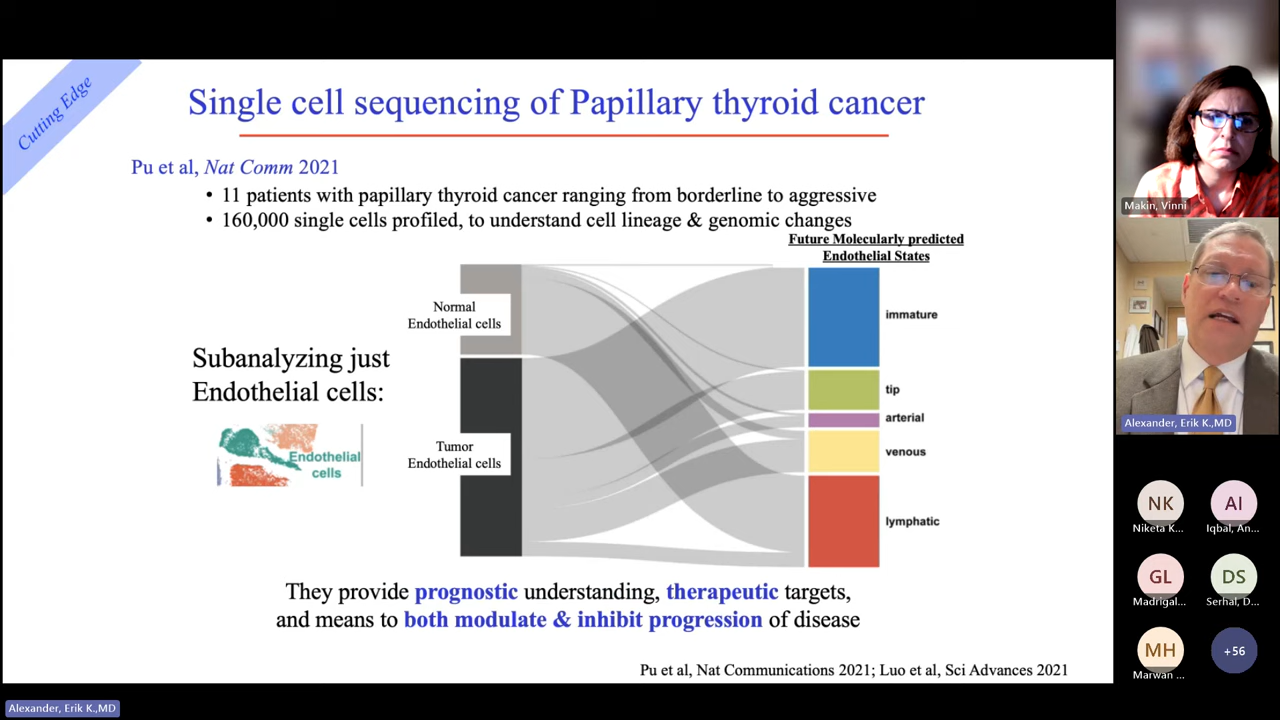 Cutting Edge
Single cell sequencing of Papillary thyroid cancer
Pu et al, Nat Comm 2021
• 11 patients with papillary thyroid cancer ranging from borderline to aggressive
• 160,000 single cells profiled, to understand cell lineage & genomic changes
Future Molecularly predicted
Endothelial States
Normal
Endothelial cells
Tumor
Endothelial cells
immature
tip
arterial
venous
lymphatic
Subanalyzing just
Endothelial cells:
Endothelial
cells
They provide prognostic understanding, therapeutic targets,
and means to both modulate & inhibit progression of disease
Pu et al, Nat Communications 2021; Luo et al, Sci Advances 2021
Alexander, Erik K.,MD
Makin, Vinni
Alexander, Erik K.,MD
NK
Niketa K...
AI
Iqbal, An...
GL
Madrigal...
DS
Serhal, D...
MH
Marwan ...
+56